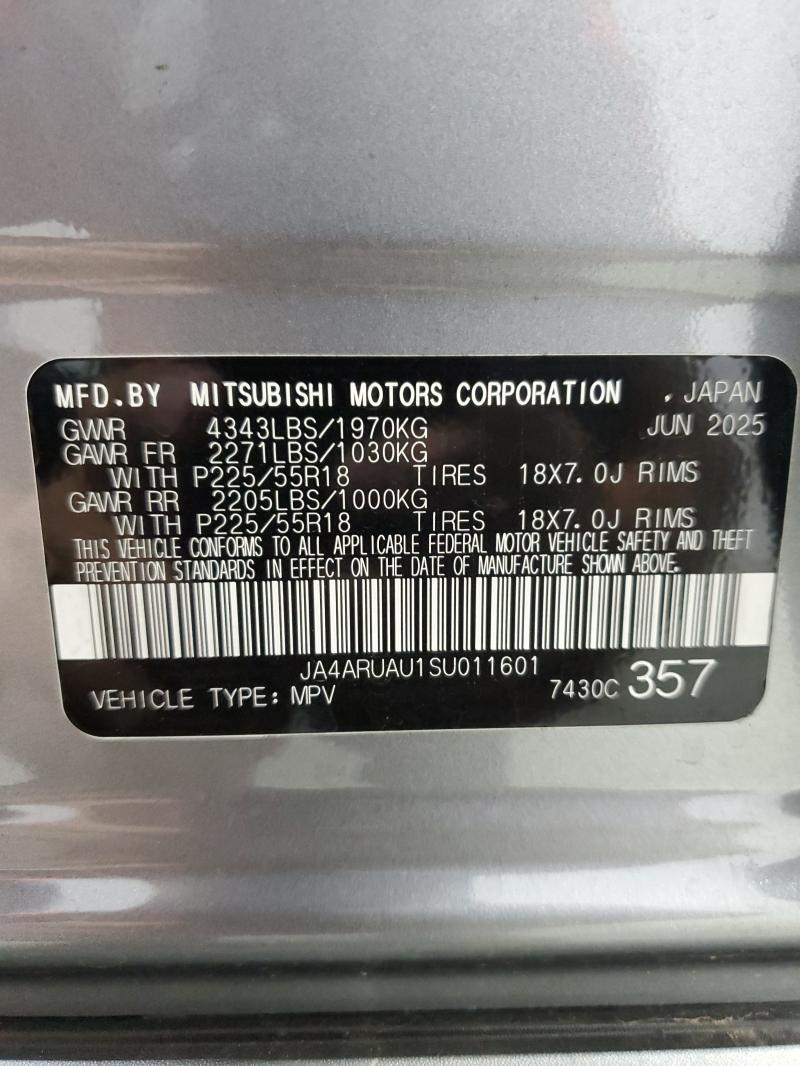 MFD.BY MITSUBISHI MOTORS CORPORATION , JAPAN
GWVR 4343LBS/1970KG JUN 2025
GAWR FR 2271LBS/1030KG
WITH P225/55R18 TIRES 18X7.0J RIMS
GAWR RR 2205LBS/1000KG
WITH P225/55R18 TIRES 18X7.0J RIMS
THIS VEHICLE CONFORMS TO ALL APPLICABLE FEDERAL MOTOR VEHICLE SAFETY AND THEFT
PREVENTION STANDARDS IN EFFECT ON THE DATE OF MANUFACTURE SHOWN ABOVE.
JA4ARUAU1SU011601
VEHICLE TYPE: MPV 7430C 357